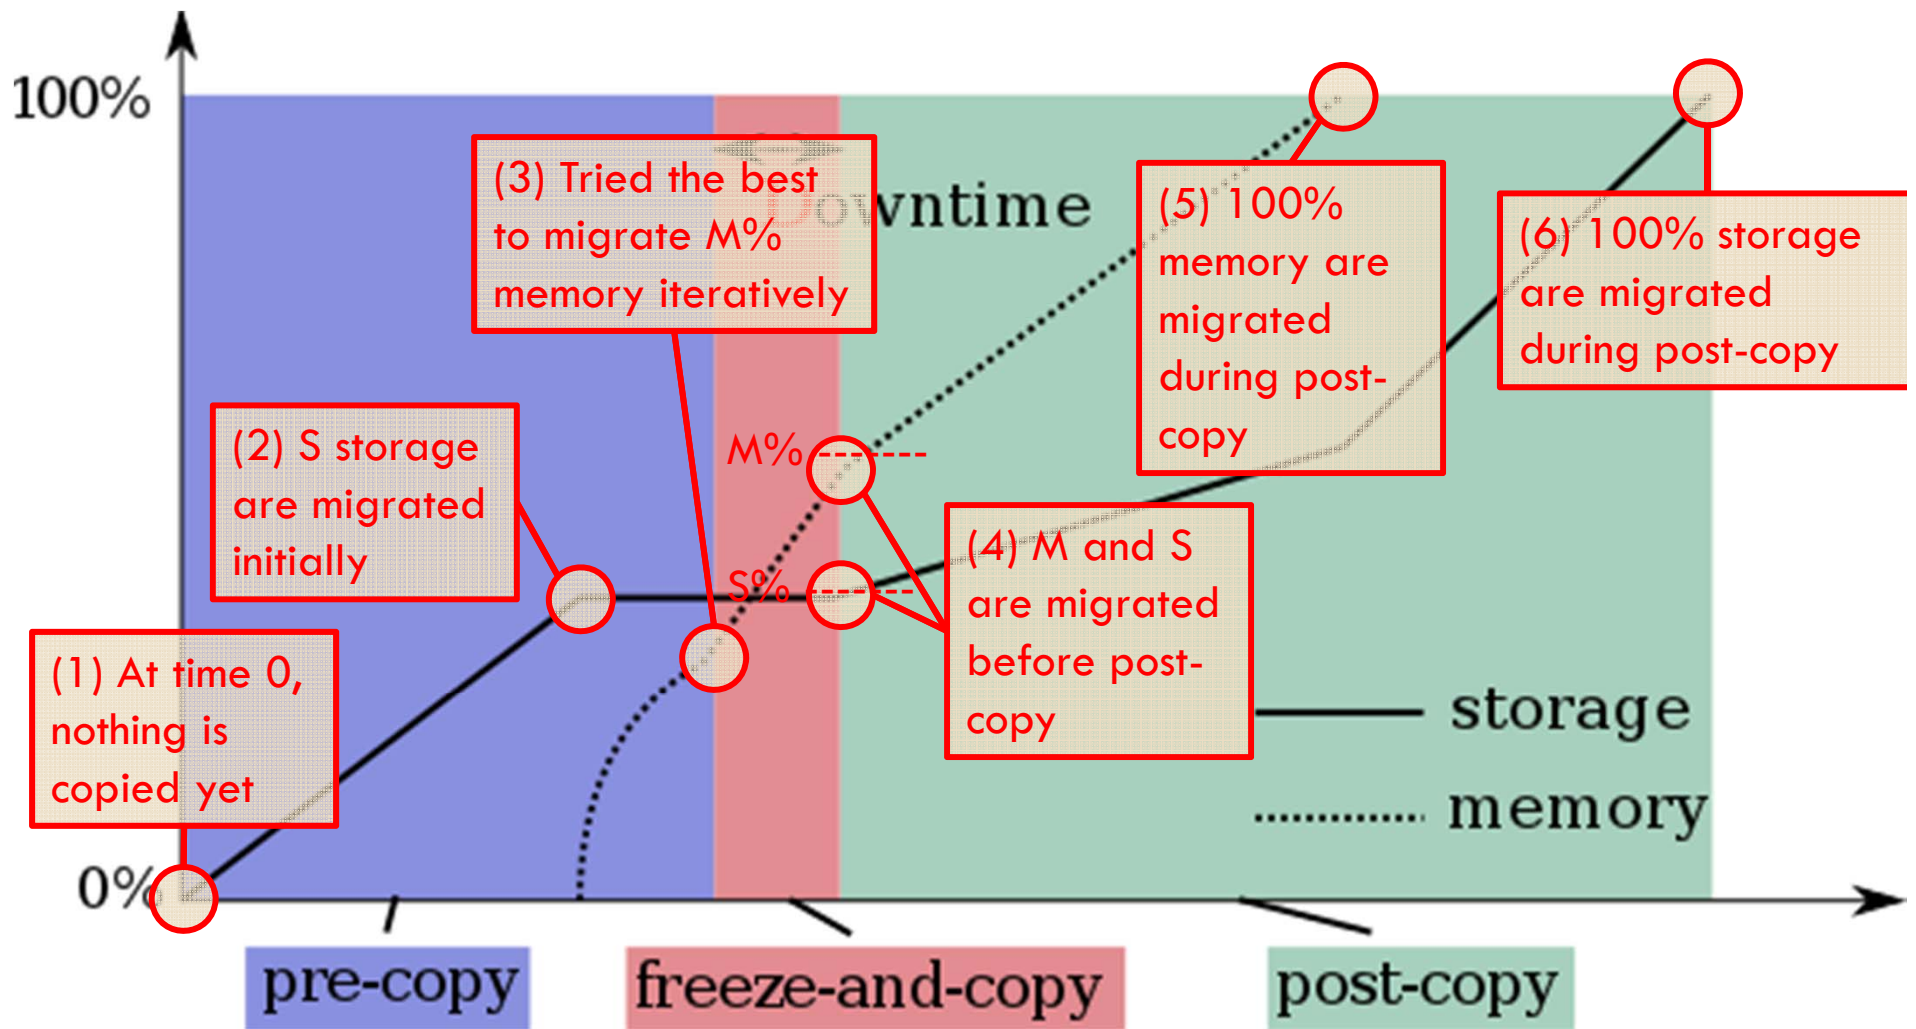 100%
(3) Tried the best
to migrate M%
memory iteratively
Downtime
(5) 100%
memory are
migrated
during post-
copy
(6) 100% storage
are migrated
during post-copy
(2) S storage
are migrated
initially
M%
S%
(4) M and S
are migrated
before post-
copy
(1) At time 0,
nothing is
copied yet
storage
memory
0%
pre-copy
freeze-and-copy
post-copy